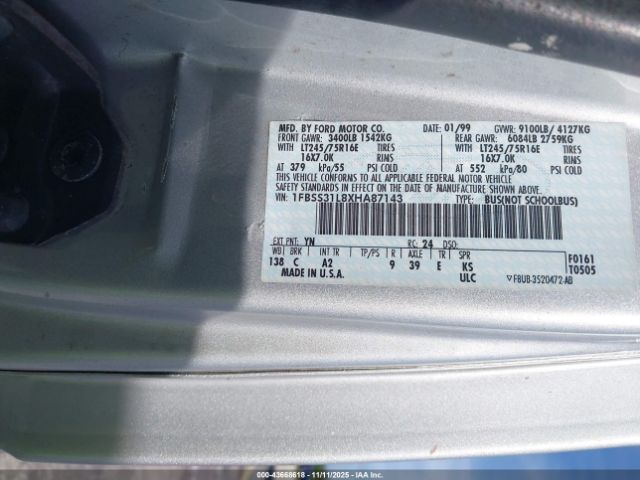 MFD. BY FORD MOTOR CO. DATE: 01/99 GVWR: 9100LB/ 4127KG
FRONT GAWR: 3400LB 1542KG REAR GAWR: 6084LB 2759KG
WITH LT245/75R16E TIRES WITH LT245/75R16E TIRES
16X7.0K RIMS 16X7.0K RIMS
AT 379 kPa/55 PSI COLD AT 552 kPa/80 PSI COLD
THIS VEHICLE CONFORMS TO ALL APPLICABLE FEDERAL MOTOR VEHICLE
SAFETY STANDARDS IN EFFECT ON THE DATE OF MANUFACTURE SHOWN ABOVE.
VEH. IDENT. NO. 1FBSS31L8XHA87143
TYPE: BUS(NOT SCHOOLBUS)
EXT PNT: YN RC: 24 DSO:
WB BRK INT TR TP/PS R AXLE TR SPR
138 C A2 9 39 E KS
ULC
MADE IN U.S.A.
F0161
T0505
▽ F8UB-3520472-AB
000-43668618 - 11/11/2025 - IAAI CUSTOMER